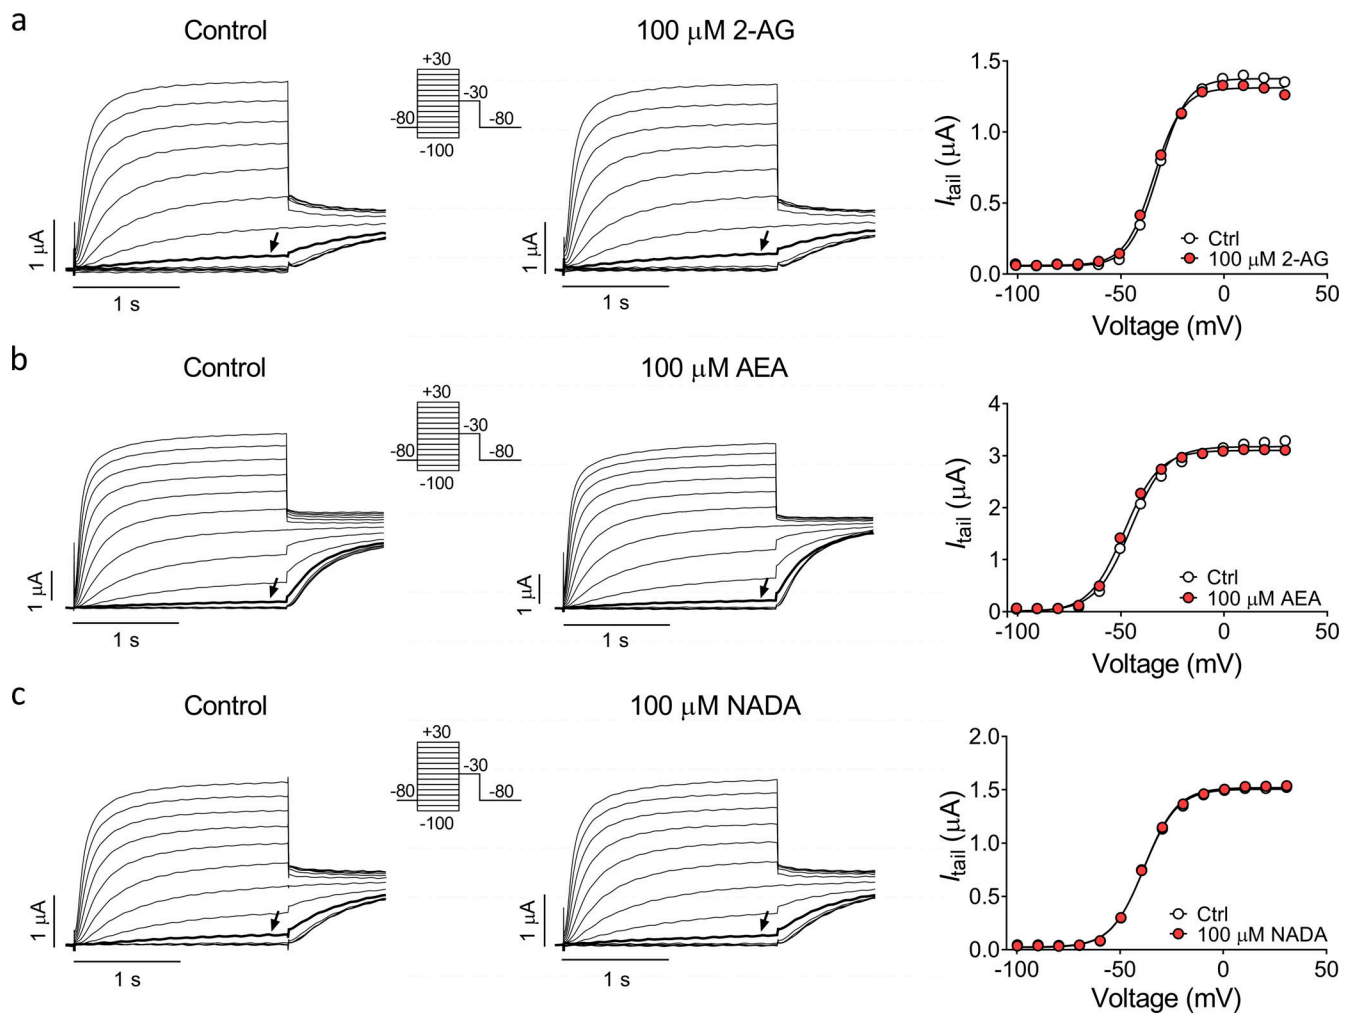 a
Control
100 μM 2-AG
+30
-30
-80
-80
-100
1 μA
1 s
1 μA
1 s
1.5
1.0
0.5
0.0
-100
-50
0
50
Itail (μA)
Voltage (mV)
Ctrl
100 μM 2-AG
b
Control
100 μM AEA
+30
-30
-80
-80
-100
1 μA
1 s
1 μA
1 s
4
3
2
1
0
-100
-50
0
50
Itail (μA)
Voltage (mV)
Ctrl
100 μM AEA
c
Control
100 μM NADA
+30
-30
-80
-80
-100
1 μA
1 s
1 μA
1 s
2.0
1.5
1.0
0.5
0.0
-100
-50
0
50
Itail (μA)
Voltage (mV)
Ctrl
100 μM NADA